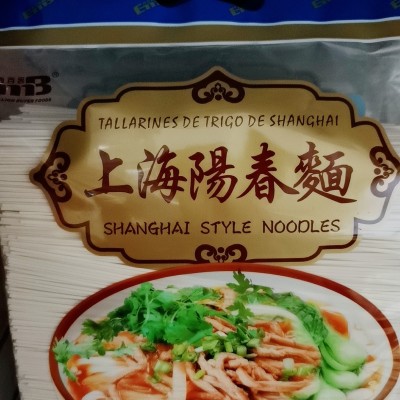 TALLARINES DE TRIGO DE SHANGHAI
上海陽春麵
SHANGHAI STYLE NOODLES